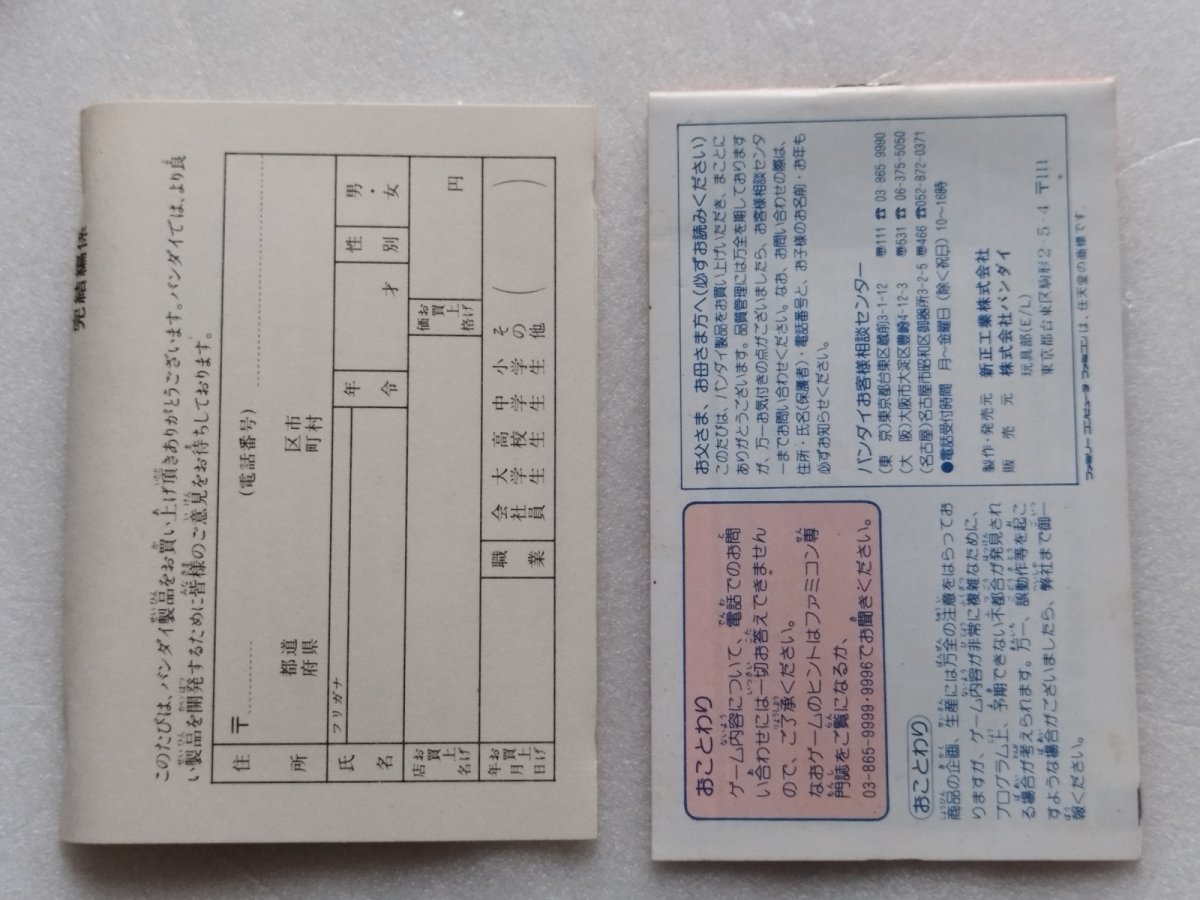 完結編係
このたびは、バンダイ製品をお買い上げ頂きありがとうございます。バンダイでは、より良
い製品を開発するために皆様のご意見をお待ちしております。
住所
〒
(電話番号)
都道府県
区市町村
フリガナ
氏名
年令
才
性別
男・女
お買上げ店名
お買上げ価格
円
お買上げ年月日
職業
会社員
大学生
高校生
中学生
小学生
その他
( )
おことわり
ゲーム内容について、電話でのお問
い合わせには一切お答えできません
ので、ご了承ください。
なおゲームのヒントはファミコン専
門誌をご覧になるか、
03-865-9999・9996でお聞きください。
おことわり
商品の企画、生産には万全の注意をはらってお
りますが、ゲーム内容が非常に複雑なために、
プログラム上、予期できない不都合が発見され
る場合が考えられます。万一、誤動作等を起こ
すような場合がございましたら、弊社まで御一
報ください。
お父さま、お母さま方へ(必ずお読みください)
このたびは、バンダイ製品をお買い上げいただき、まことに
ありがとうございます。品質管理には万全を期しております
が、万一お気付きの点がございましたら、お客様相談センタ
ーまでお問い合わせください。なお、お問い合わせの際は、
住所・氏名(保護者)・電話番号と、お子様のお名前・お年も
必ずお知らせください。
バンダイお客様相談センター
(東 京)東京都台東区蔵前3-1-12 〒111 ☎ 03 865 9990
(大 阪)大阪市大淀区豊崎4-12-3 〒531 ☎ 06-375-5050
(名古屋)名古屋市昭和区御器所3-2-5 〒466 ☎052-872-0371
●電話受付時間 月〜金曜日(除く祝日)10〜16時
製作・発売元 新正工業株式会社
販 売 元 株式会社バンダイ
玩具部(E/L)
東京都台東区駒形2-5-4 〒111
ファミリーコンピュータ ファミコンは、任天堂の商標です